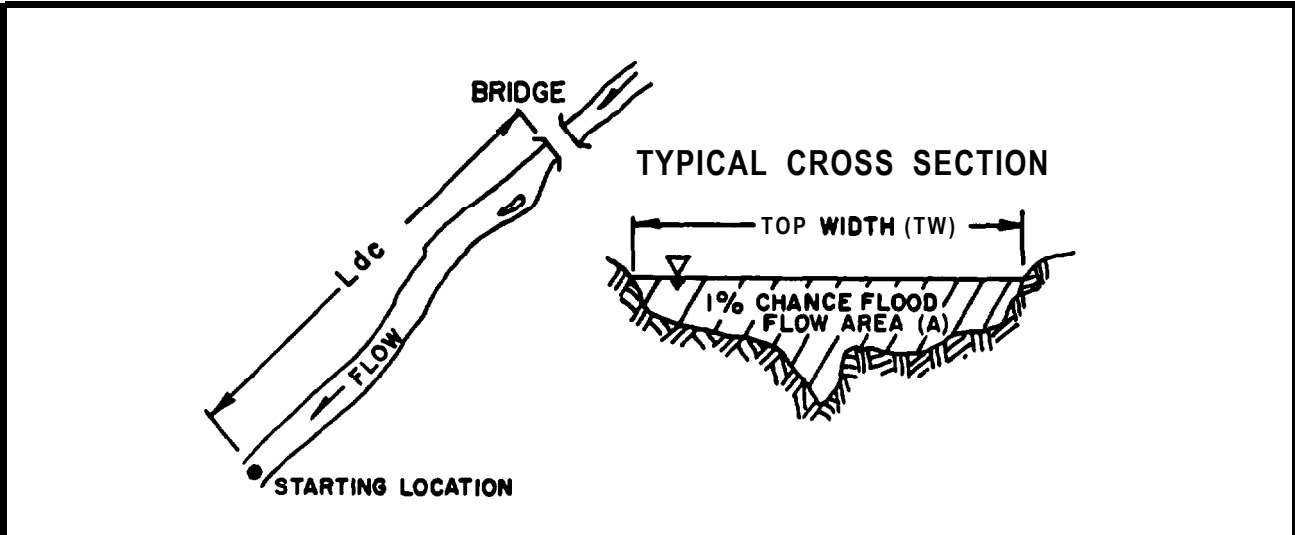 BRIDGE
TYPICAL CROSS SECTION
TOP WIDTH (TW)
Ldc
1% CHANCE FLOOD
FLOW AREA (A)
FLOW
STARTING LOCATION